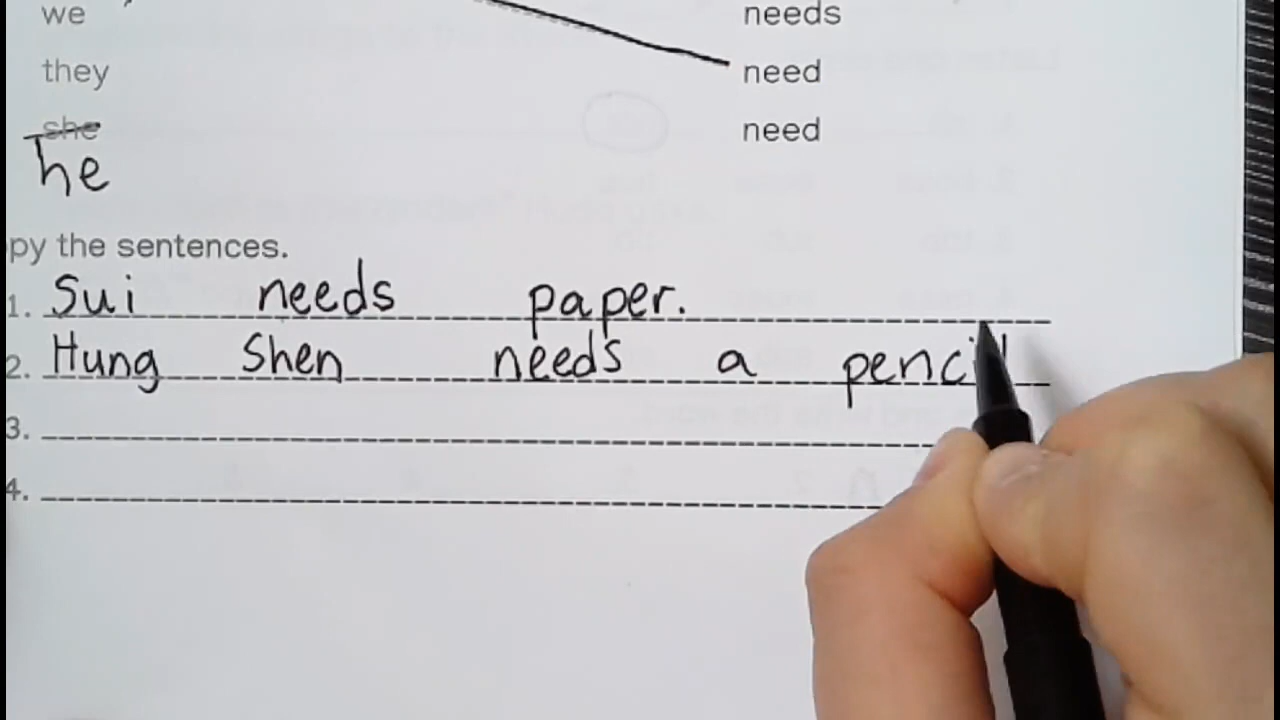 we needs
they need
she need
he
py the sentences.
1. Sui needs paper.
2. Hung Shen needs a pencil
3.
4.